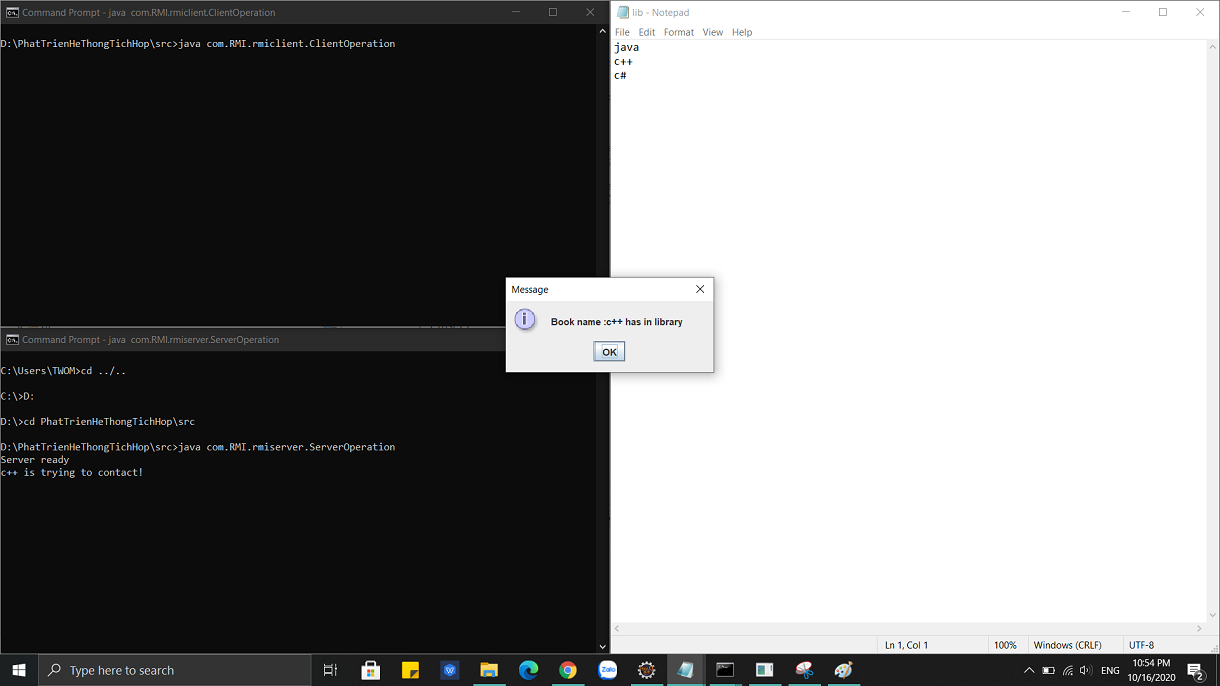 Command Prompt - java com.RMI.rmiclient.ClientOperation
D:\PhatTrienHeThongTichHop\src>java com.RMI.rmiclient.ClientOperation
lib - Notepad
File Edit Format View Help
java
c++
c#
Message
Book name :c++ has in library
OK
Command Prompt - java com.RMI.rmiserver.ServerOperation
C:\Users\TWOM>cd ../..
C:\>D:
D:\>cd PhatTrienHeThongTichHop\src
D:\PhatTrienHeThongTichHop\src>java com.RMI.rmiserver.ServerOperation
Server ready
c++ is trying to contact!
Ln 1, Col 1 100% Windows (CRLF) UTF-8
Type here to search
Zalo
ENG
10:54 PM
10/16/2020
2